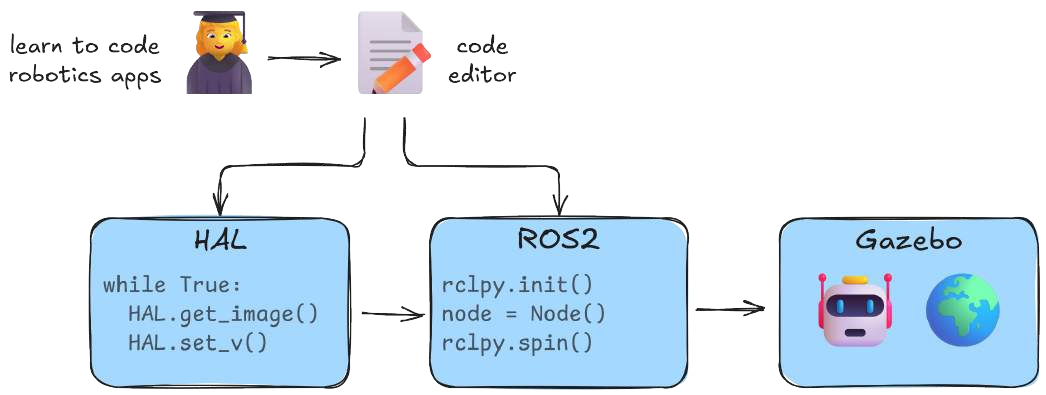 learn to code
robotics apps
code
editor
HAL
while True:
  HAL.get_image()
  HAL.set_v()
ROS2
rclpy.init()
node = Node()
rclpy.spin()
Gazebo